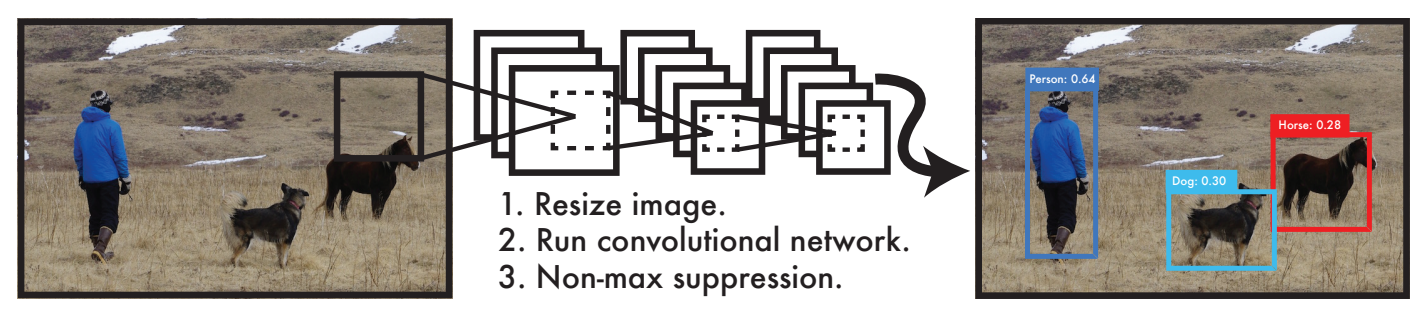 1. Resize image.
2. Run convolutional network.
3. Non-max suppression.
Person: 0.64
Horse: 0.28
Dog: 0.30